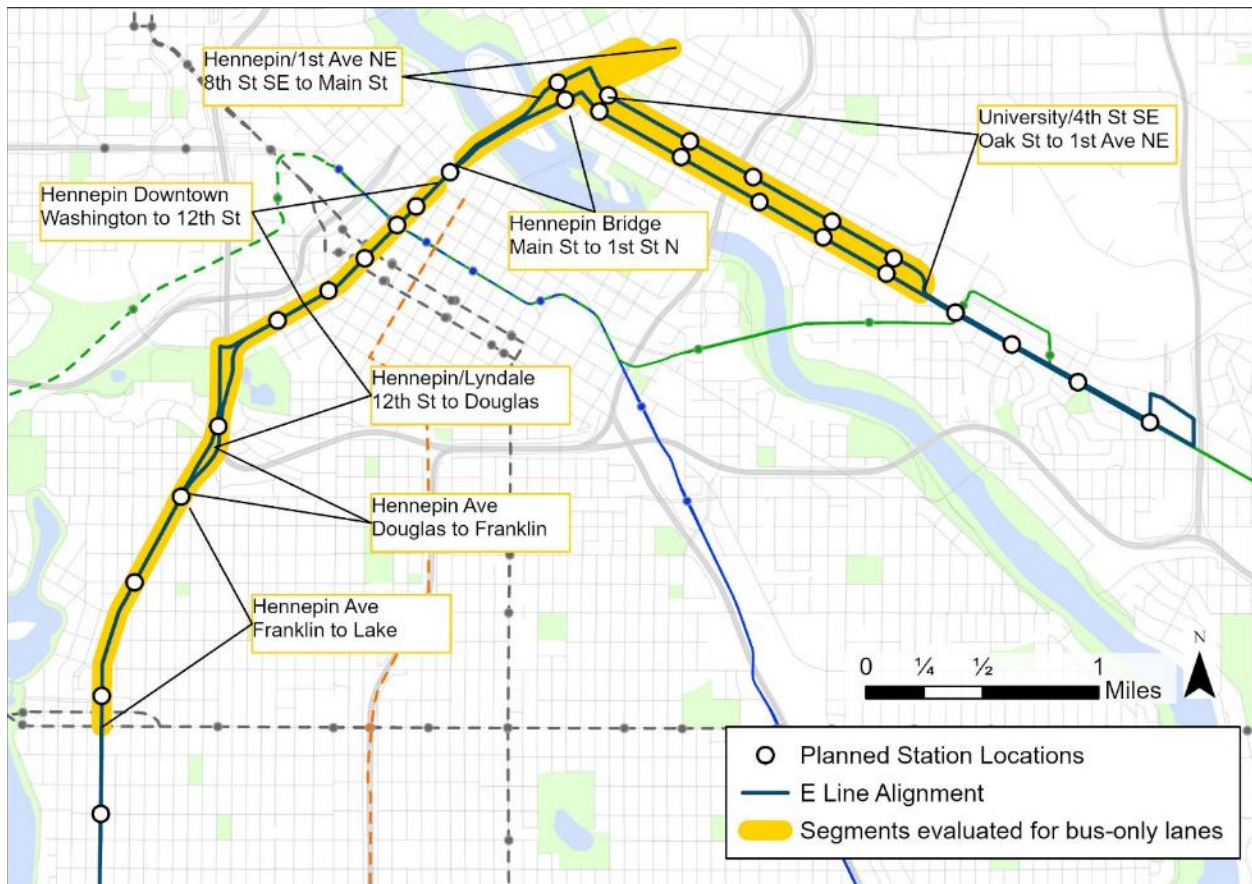 Hennepin/1st Ave NE
8th St SE to Main St
University/4th St SE
Oak St to 1st Ave NE
Hennepin Downtown
Washington to 12th St
Hennepin Bridge
Main St to 1st St N
Hennepin/Lyndale
12th St to Douglas
Hennepin Ave
Douglas to Franklin
Hennepin Ave
Franklin to Lake
N
0 ¼ ½ 1
Miles
Planned Station Locations
E Line Alignment
Segments evaluated for bus-only lanes